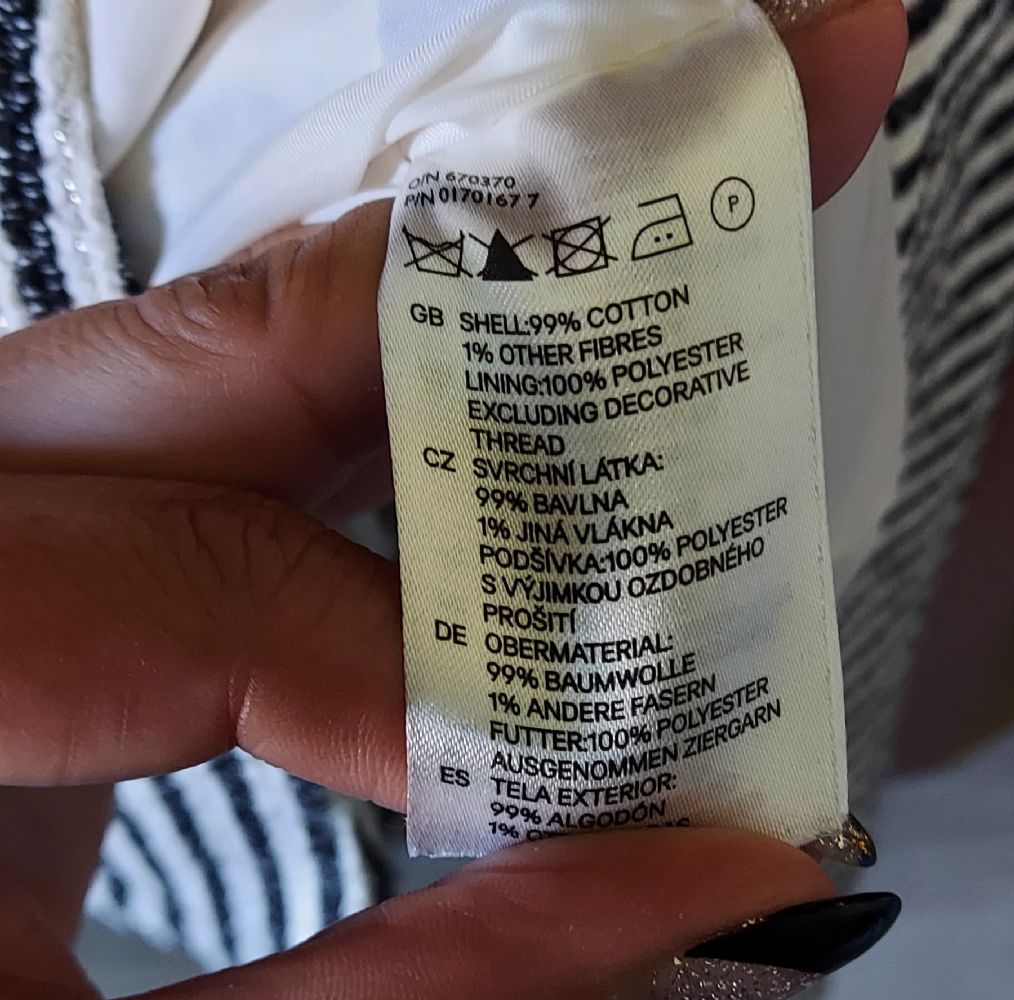 O/N 670370
P/N 0170167 7
P
GB SHELL:99% COTTON
1% OTHER FIBRES
LINING:100% POLYESTER
EXCLUDING DECORATIVE
THREAD
CZ SVRCHNÍ LÁTKA:
99% BAVLNA
1% JINÁ VLÁKNA
PODŠÍVKA:100% POLYESTER
S VÝJIMKOU OZDOBNÉHO
PROŠITÍ
DE OBERMATERIAL:
99% BAUMWOLLE
1% ANDERE FASERN
FUTTER:100% POLYESTER
AUSGENOMMEN ZIERGARN
ES TELA EXTERIOR:
99% ALGODÓN
1%